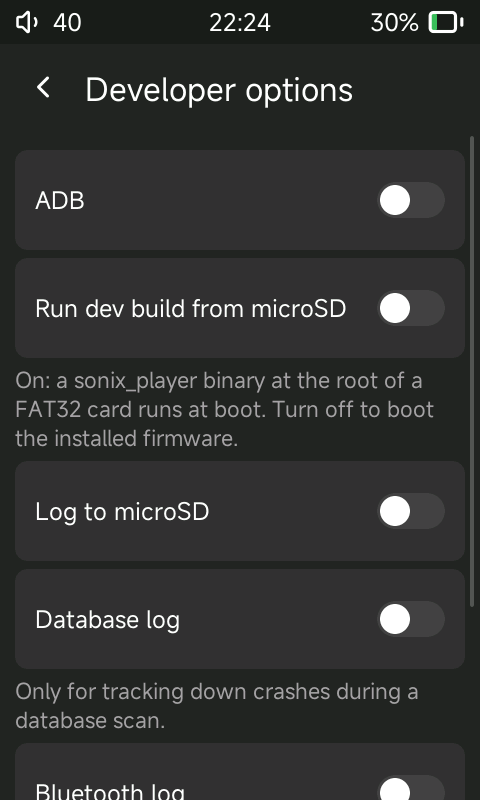 40
22:24
30%
Developer options
ADB
Run dev build from microSD
On: a sonix_player binary at the root of a
FAT32 card runs at boot. Turn off to boot
the installed firmware.
Log to microSD
Database log
Only for tracking down crashes during a
database scan.
Bluetooth log